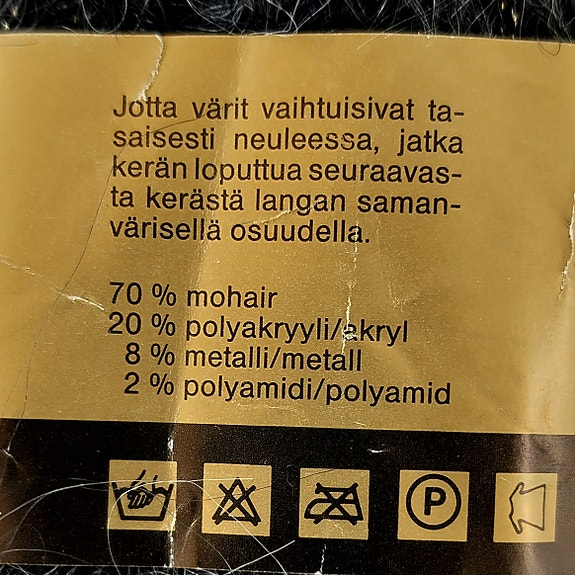 Jotta värit vaihtuisivat ta-
saisesti neuleessa, jatka
kerän loputtua seuraavas-
ta kerästä langan saman-
värisellä osuudella.
70 % mohair
20 % polyakryyli/akryl
8 % metalli/metall
2 % polyamidi/polyamid
P